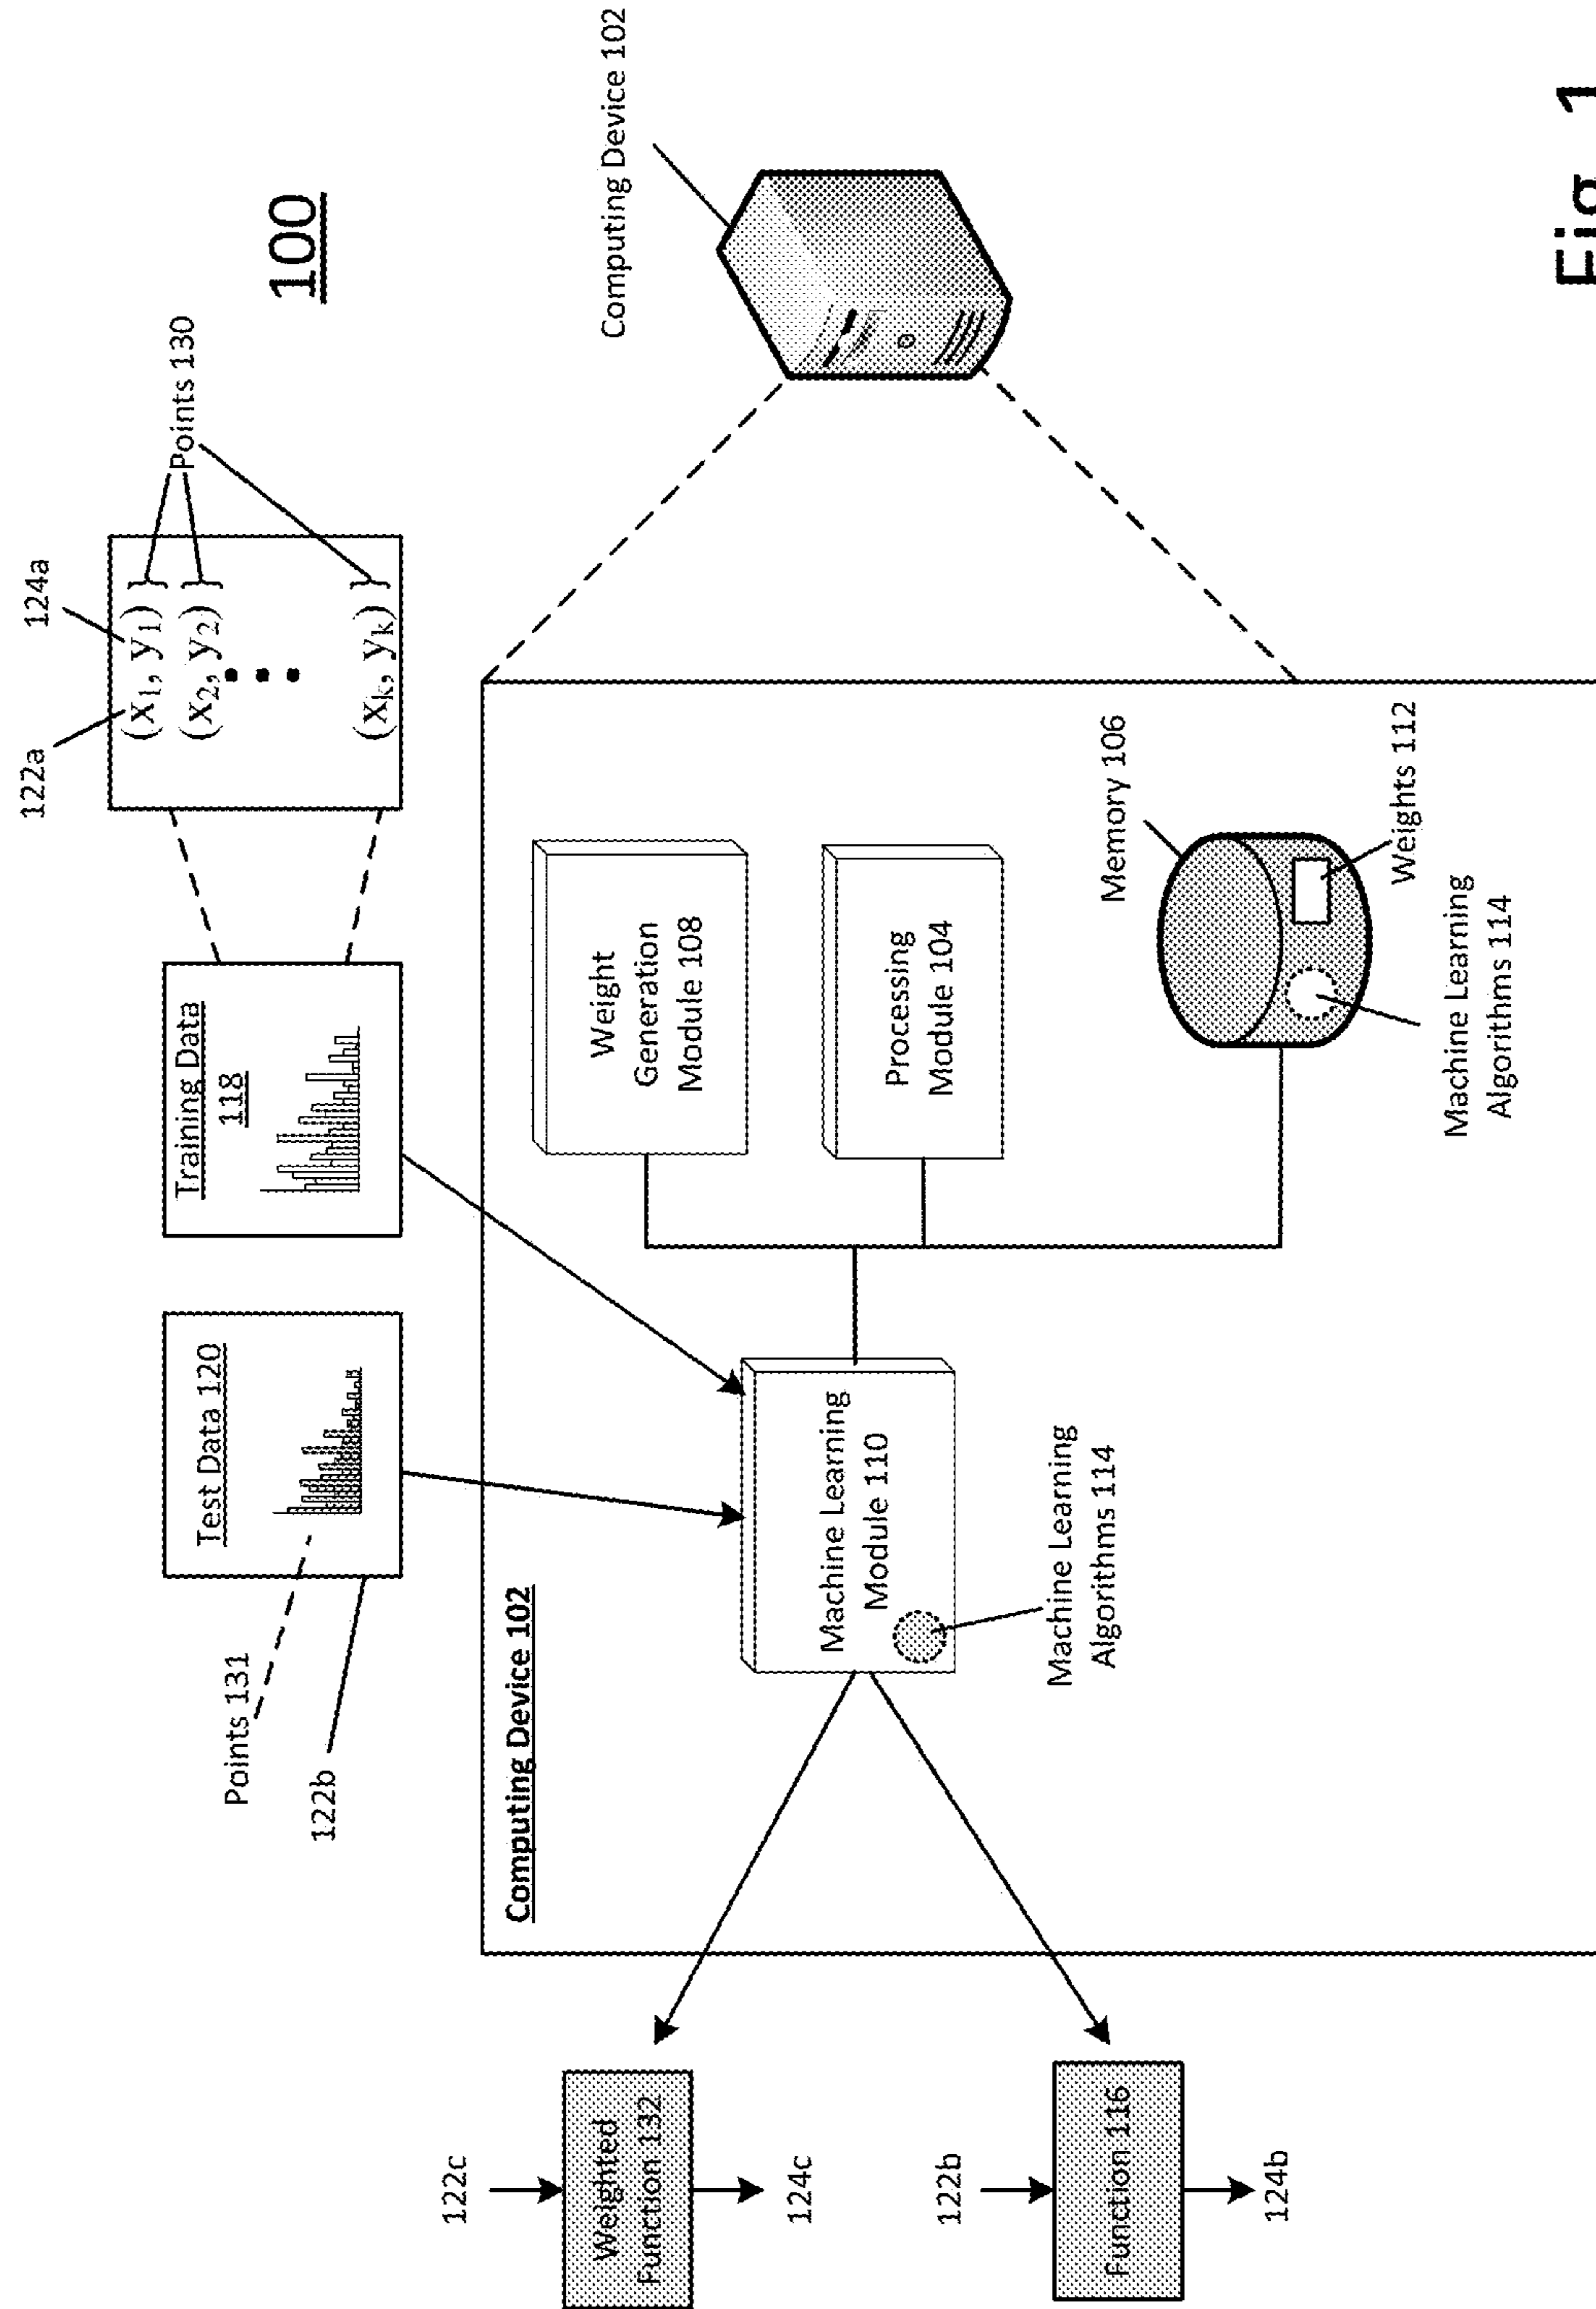 100
122a
124a
(x1, y1) }
(x2, y2) }
(xk, yk) }
Points 130
Training Data
118
Test Data 120
Points 131
122b
Computing Device 102
Computing Device 102
Weight
Generation
Module 108
Processing
Module 104
Memory 106
Weights 112
Machine Learning
Algorithms 114
Machine Learning
Module 110
Machine Learning
Algorithms 114
122c
Weighted
Function 132
124c
122b
Function 116
124b
Fig. 1